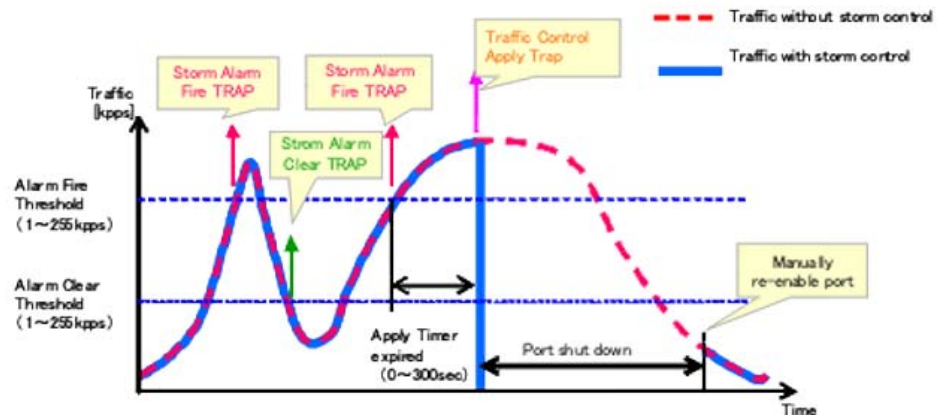 Traffic without storm control
Traffic with storm control
Traffic Control
Apply Trap
Storm Alarm
Fire TRAP
Storm Alarm
Fire TRAP
Strom Alarm
Clear TRAP
Traffic
[kpps]
Alarm Fire
Threshold
(1~255kpps)
Alarm Clear
Threshold
(1~255kpps)
Manually
re-enable port
Apply Timer
expired
(0~300sec)
Port shut down
Time